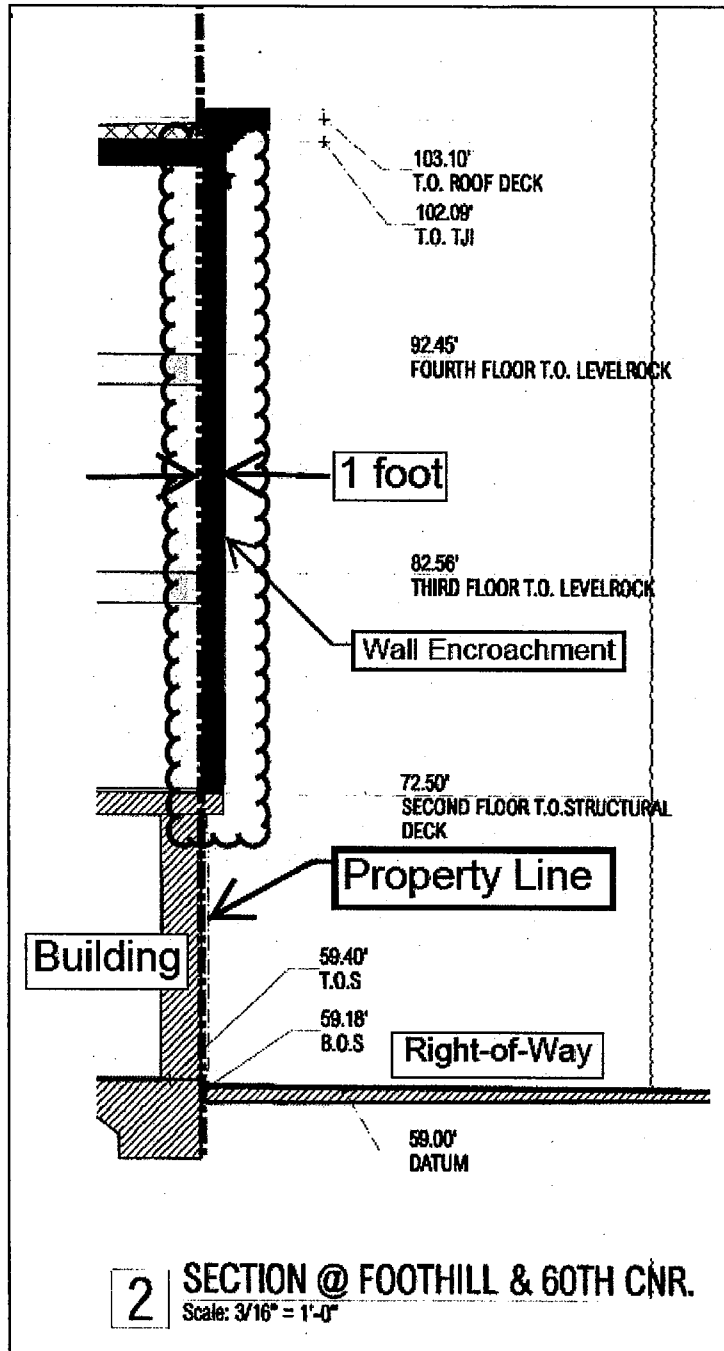 103.10'
T.O. ROOF DECK
102.09'
T.O. TJI
92.45'
FOURTH FLOOR T.O. LEVELROCK
1 foot
82.56'
THIRD FLOOR T.O. LEVELROCK
Wall Encroachment
72.50'
SECOND FLOOR T.O.STRUCTURAL
DECK
Property Line
Building
59.40'
T.O.S
59.18'
B.O.S
Right-of-Way
59.00'
DATUM
2
SECTION @ FOOTHILL & 60TH CNR.
Scale: 3/16" = 1'-0"